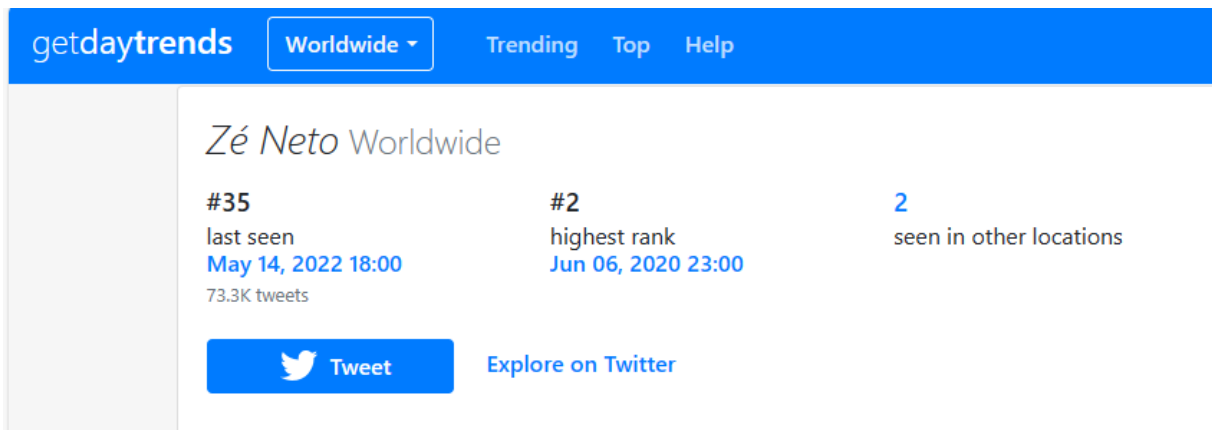 getdaytrends Worldwide Trending Top Help
Zé Neto Worldwide
#35 #2 2
last seen highest rank seen in other locations
May 14, 2022 18:00 Jun 06, 2020 23:00
73.3K tweets
Tweet Explore on Twitter